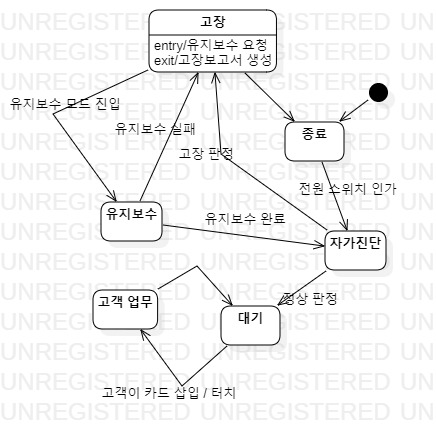 고장
entry/유지보수 요청
exit/고장보고서 생성
유지보수 모드 진입
유지보수 실패
종료
고장 판정
전원 스위치 인가
유지보수
유지보수 완료
자가진단
고객 업무
정상 판정
대기
고객이 카드 삽입 / 터치
UNREGISTERED